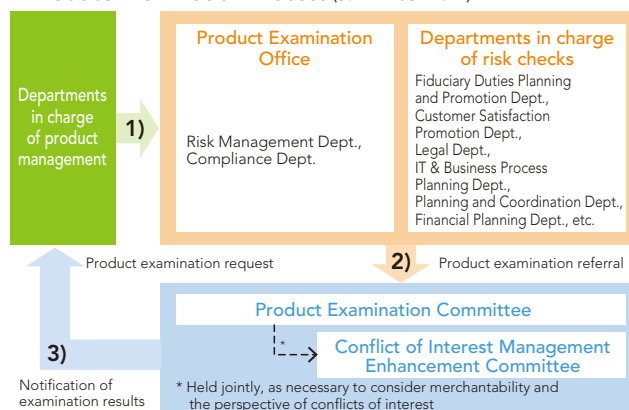 Departments
in charge
of product
management
1)
Product Examination
Office
Risk Management Dept.,
Compliance Dept.
Departments in charge
of risk checks
Fiduciary Duties Planning
and Promotion Dept.,
Customer Satisfaction
Promotion Dept.,
Legal Dept.,
IT & Business Process
Planning Dept.,
Planning and Coordination Dept.,
Financial Planning Dept., etc.
Product examination request
2)
Product examination referral
Product Examination Committee
*
Conflict of Interest Management
Enhancement Committee
3)
Notification of
examination results
* Held jointly, as necessary to consider merchantability and
the perspective of conflicts of interest